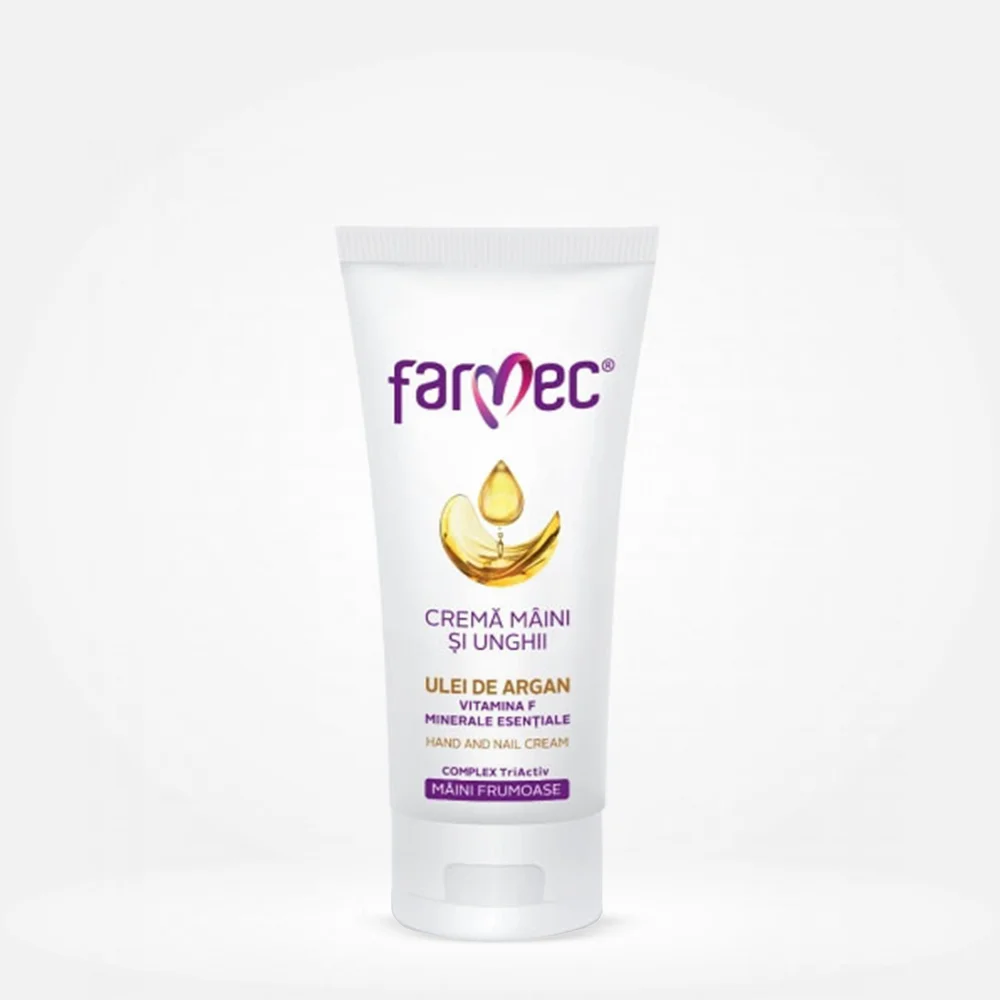 farmec®
CREMĂ MÂINI
ȘI UNGHII
ULEI DE ARGAN
VITAMINA F
MINERALE ESENȚIALE
HAND AND NAIL CREAM
COMPLEX TriActiv
MÂINI FRUMOASE